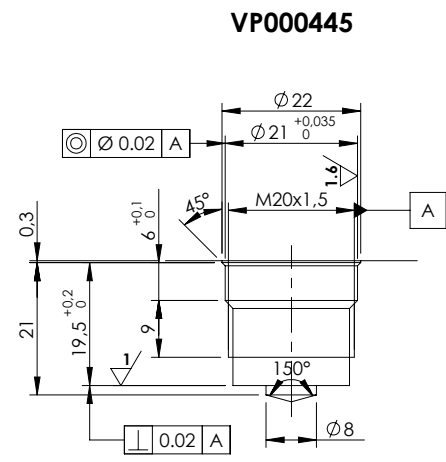 VP000445
Ø22
Ø21 +0,035 0
◎ Ø 0.02 A
1.6
45°
M20x1,5
A
0,3
6 +0,1 0
21
19,5 +0,2 0
9
1
150°
Ø8
⊥ 0.02 A